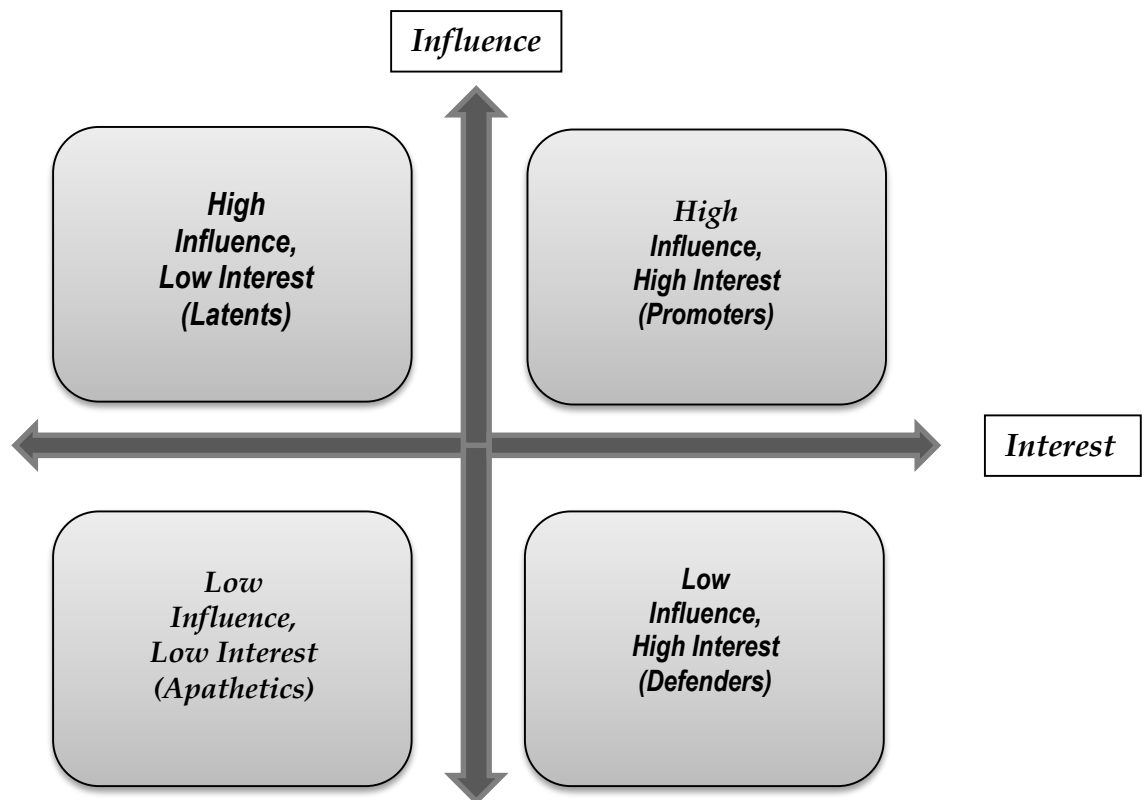 Influence
High
Influence,
Low Interest
(Latents)
High
Influence,
High Interest
(Promoters)
Interest
Low
Influence,
Low Interest
(Apathetics)
Low
Influence,
High Interest
(Defenders)